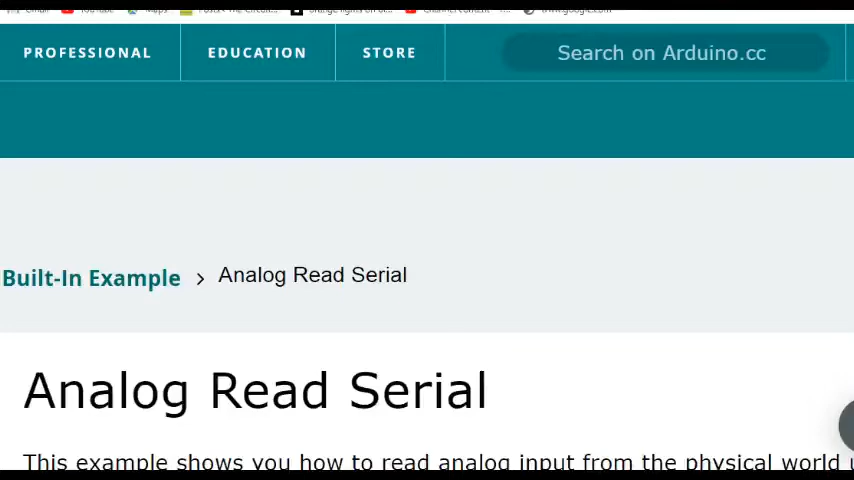 PROFESSIONAL EDUCATION STORE Search on Arduino.cc
Built-In Example > Analog Read Serial
Analog Read Serial
This example shows you how to read analog input from the physical world